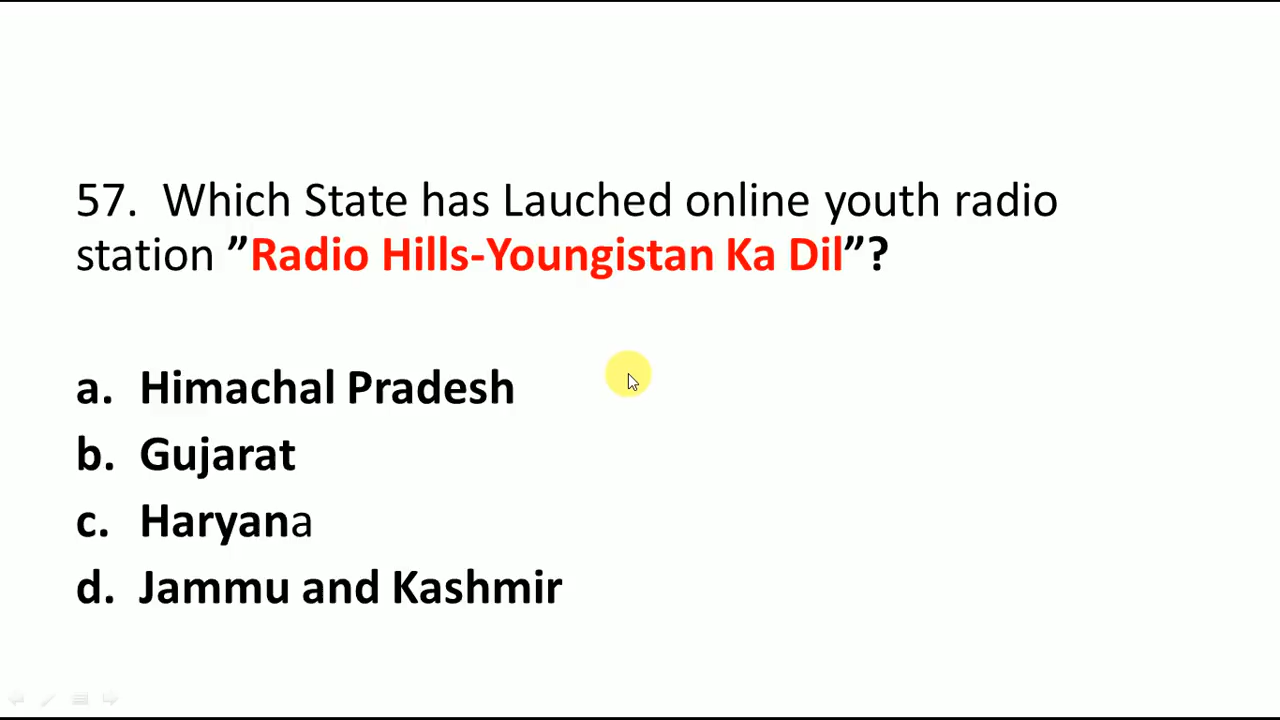 57. Which State has Lauched online youth radio
station ”Radio Hills-Youngistan Ka Dil”?
a. Himachal Pradesh
b. Gujarat
c. Haryana
d. Jammu and Kashmir